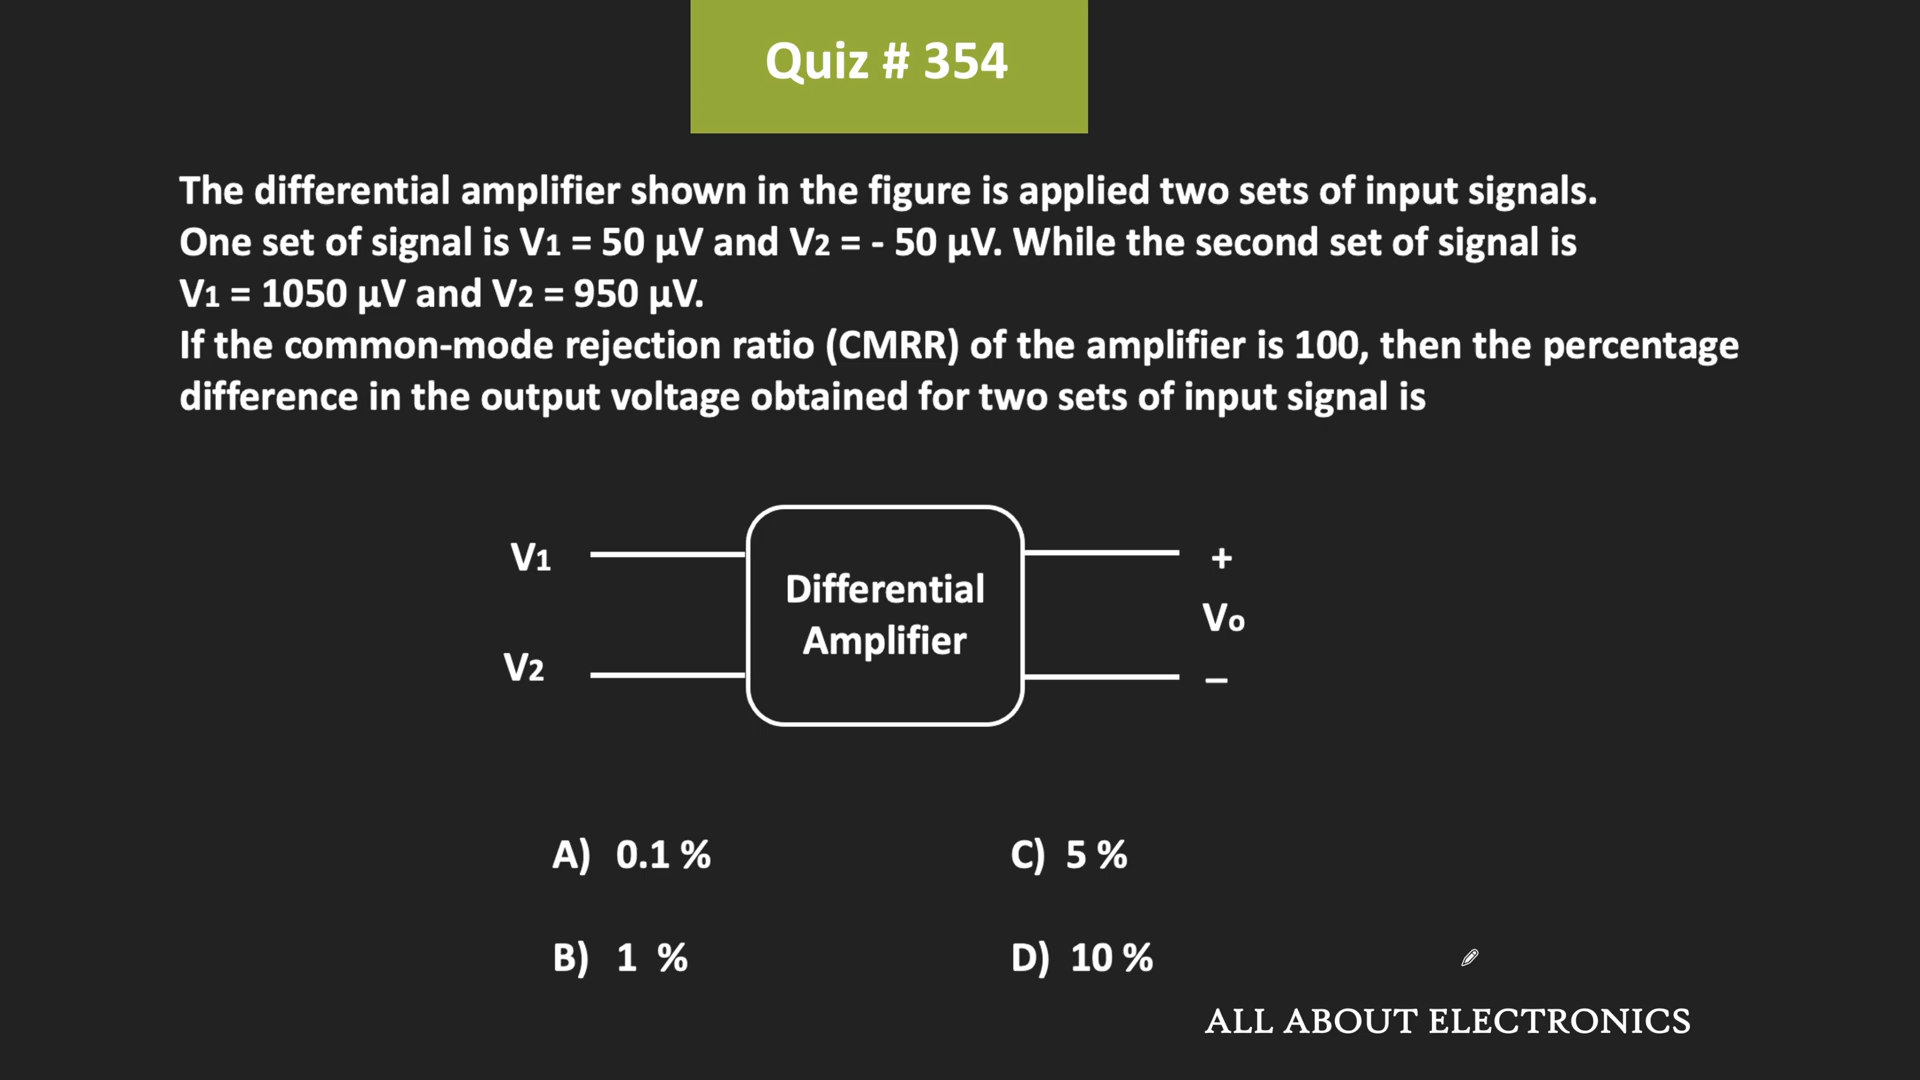 Quiz # 354
The differential amplifier shown in the figure is applied two sets of input signals.
One set of signal is V1 = 50 µV and V2 = - 50 µV. While the second set of signal is
V1 = 1050 µV and V2 = 950 µV.
If the common-mode rejection ratio (CMRR) of the amplifier is 100, then the percentage
difference in the output voltage obtained for two sets of input signal is
V1
Differential
Amplifier
+
Vo
V2
–
A) 0.1 %
C) 5 %
B) 1 %
D) 10 %
ALL ABOUT ELECTRONICS